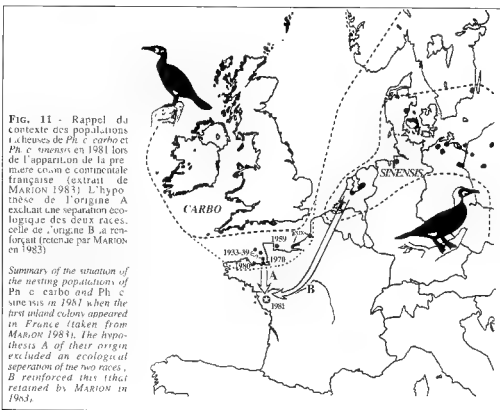 FIG. 11 - Rappel du
contexte des populations
nicheuses de Ph. c. carbo et
Ph. c. sinensis en 1981 lors
de l'apparition de la pre-
mière colonie continentale
française (extrait de
MARION 1983). L'hypo-
thèse de l'origine A
excluait une séparation éco-
logique des deux races,
celle de l'origine B la ren-
forçait (retenue par MARION
en 1983)
Summary of the situation of
the nesting populations of
Ph c carbo and Ph c
sinensis in 1981 when the
first inland colony appeared
in France (taken from
MARION 1983). The hypo-
thesis A of their origin
excluded an ecological
seperation of the two races,
B reinforced this (that
retained by MARION in
1983).
CARBO
SINENSIS
1933-39
1959
1970
1980
A
B
1981